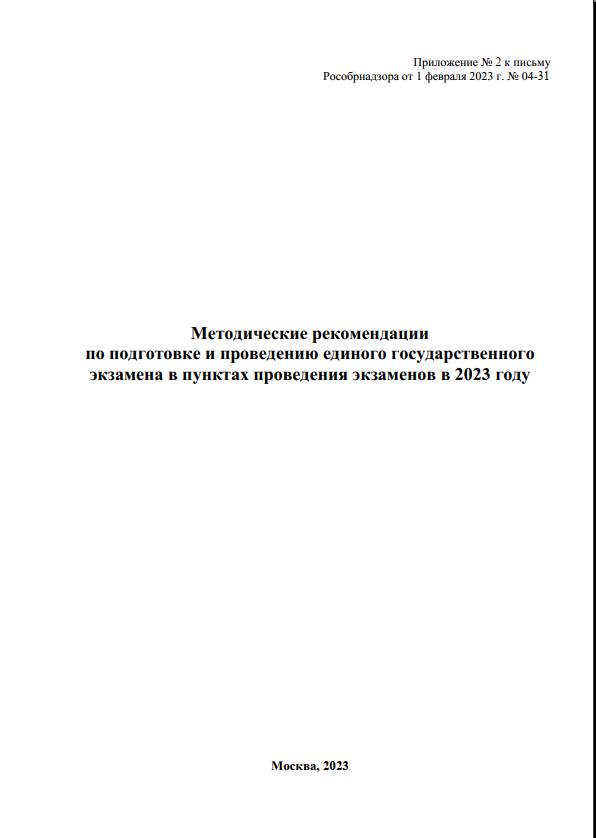 Приложение № 2 к письму
Рособрнадзора от 1 февраля 2023 г. № 04-31
Методические рекомендации
по подготовке и проведению единого государственного
экзамена в пунктах проведения экзаменов в 2023 году
Москва, 2023